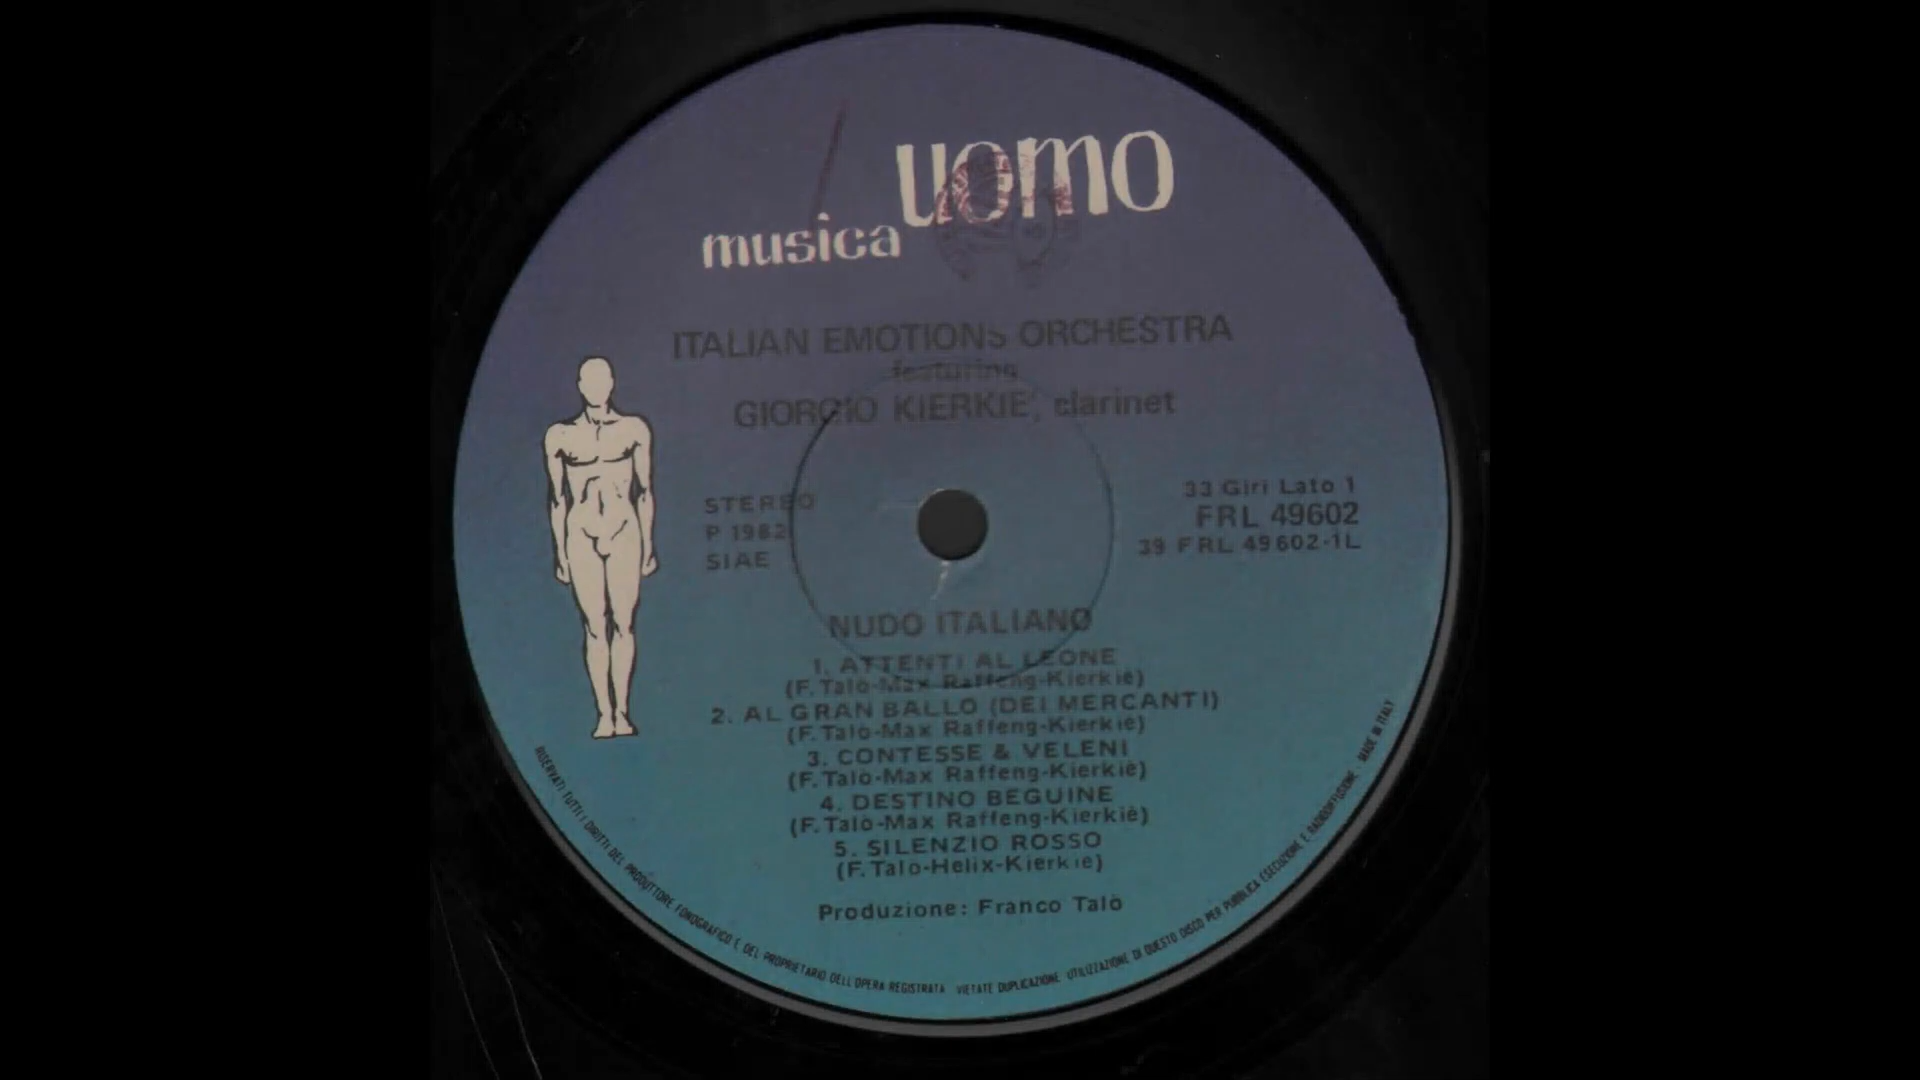 musica uomo
ITALIAN EMOTIONS ORCHESTRA
featuring
GIORGIO KIERKIE', clarinet
STEREO
P 1982
SIAE
33 Giri Lato 1
FRL 49602
39 FRL 49602-1L
NUDO ITALIANO
1. ATTENTI AL LEONE
(F. Talò-Max Raffeng-Kierkiè)
2. AL GRAN BALLO (DEI MERCANTI)
(F. Talò-Max Raffeng-Kierkiè)
3. CONTESSE & VELENI
(F. Talò-Max Raffeng-Kierkiè)
4. DESTINO BEGUINE
(F. Talò-Max Raffeng-Kierkiè)
5. SILENZIO ROSSO
(F. Talò-Helix-Kierkiè)
Produzione: Franco Talò
RISERVATI TUTTI I DIRITTI DEL PRODUTTORE FONOGRAFICO E DEL PROPRIETARIO DELL'OPERA REGISTRATA VIETATE DUPLICAZIONE UTILIZZAZIONE DI QUESTO DISCO PER PUBBLICA ESECUZIONE E RADIODIFFUSIONE - MADE IN ITALY